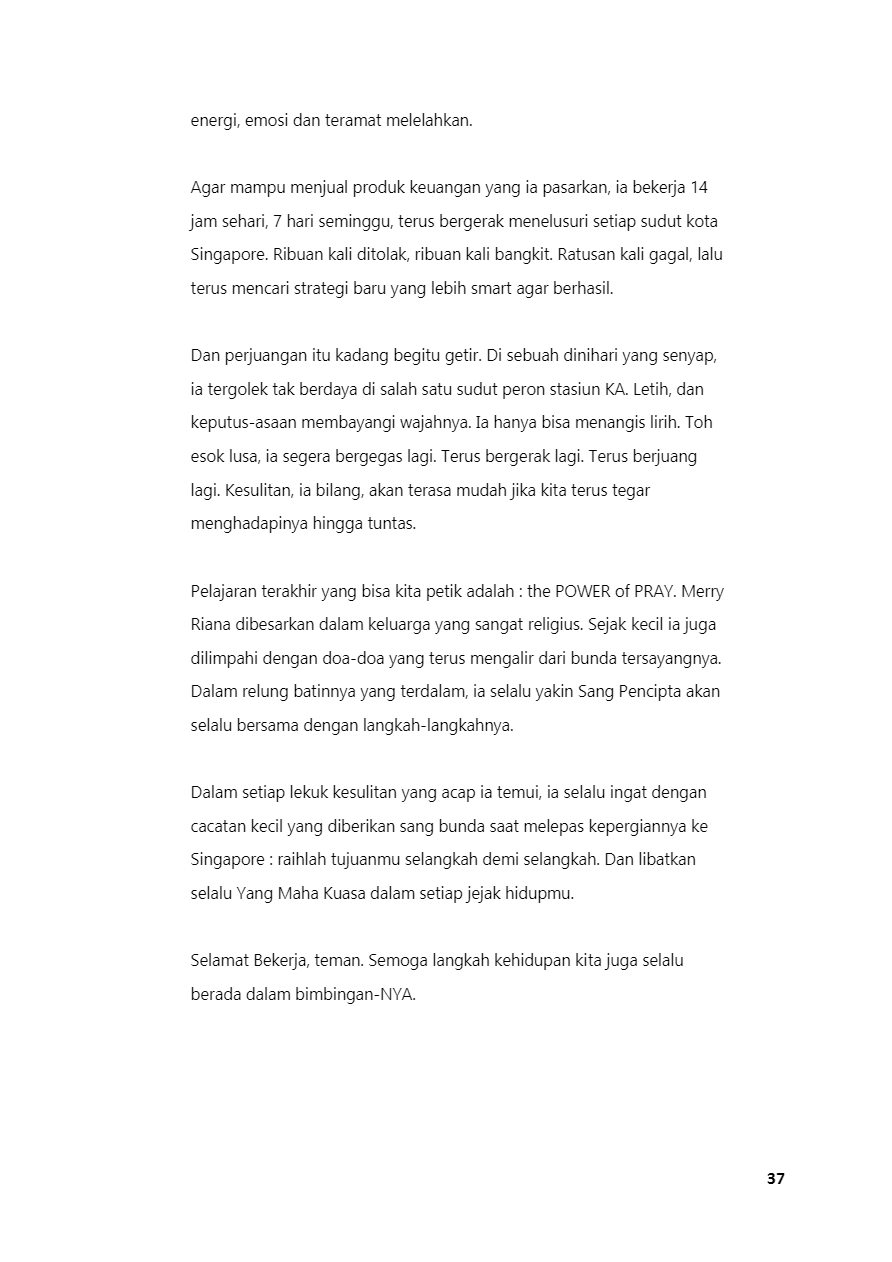 energi, emosi dan teramat melelahkan.
Agar mampu menjual produk keuangan yang ia pasarkan, ia bekerja 14
jam sehari, 7 hari seminggu, terus bergerak menelusuri setiap sudut kota
Singapore. Ribuan kali ditolak, ribuan kali bangkit. Ratusan kali gagal, lalu
terus mencari strategi baru yang lebih smart agar berhasil.
Dan perjuangan itu kadang begitu getir. Di sebuah dinihari yang senyap,
ia tergolek tak berdaya di salah satu sudut peron stasiun KA. Letih, dan
keputus-asaan membayangi wajahnya. Ia hanya bisa menangis lirih. Toh
esok lusa, ia segera bergegas lagi. Terus bergerak lagi. Terus berjuang
lagi. Kesulitan, ia bilang, akan terasa mudah jika kita terus tegar
menghadapinya hingga tuntas.
Pelajaran terakhir yang bisa kita petik adalah : the POWER of PRAY. Merry
Riana dibesarkan dalam keluarga yang sangat religius. Sejak kecil ia juga
dilimpahi dengan doa-doa yang terus mengalir dari bunda tersayangnya.
Dalam relung batinnya yang terdalam, ia selalu yakin Sang Pencipta akan
selalu bersama dengan langkah-langkahnya.
Dalam setiap lekuk kesulitan yang acap ia temui, ia selalu ingat dengan
cacatan kecil yang diberikan sang bunda saat melepas kepergiannya ke
Singapore : raihlah tujuanmu selangkah demi selangkah. Dan libatkan
selalu Yang Maha Kuasa dalam setiap jejak hidupmu.
Selamat Bekerja, teman. Semoga langkah kehidupan kita juga selalu
berada dalam bimbingan-NYA.
37